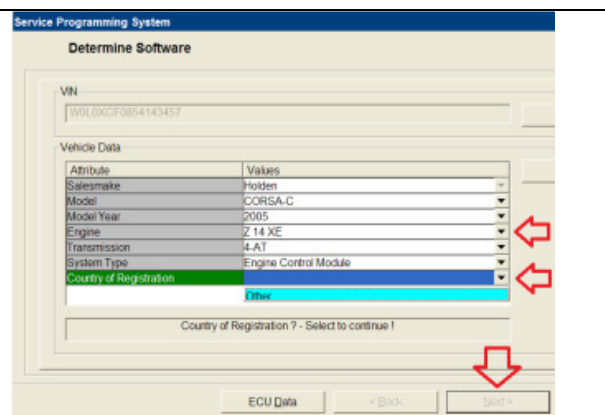 Service Programming System
Determine Software
VIN
W0L0XCF0854143457
Vehicle Data
Attribute Values
Salesmake Holden
Model CORSA-C
Model Year 2005
Engine Z 14 XE
Transmission 4-AT
System Type Engine Control Module
Country of Registration
Other
Country of Registration ? - Select to continue !
ECU Data < Back Next >